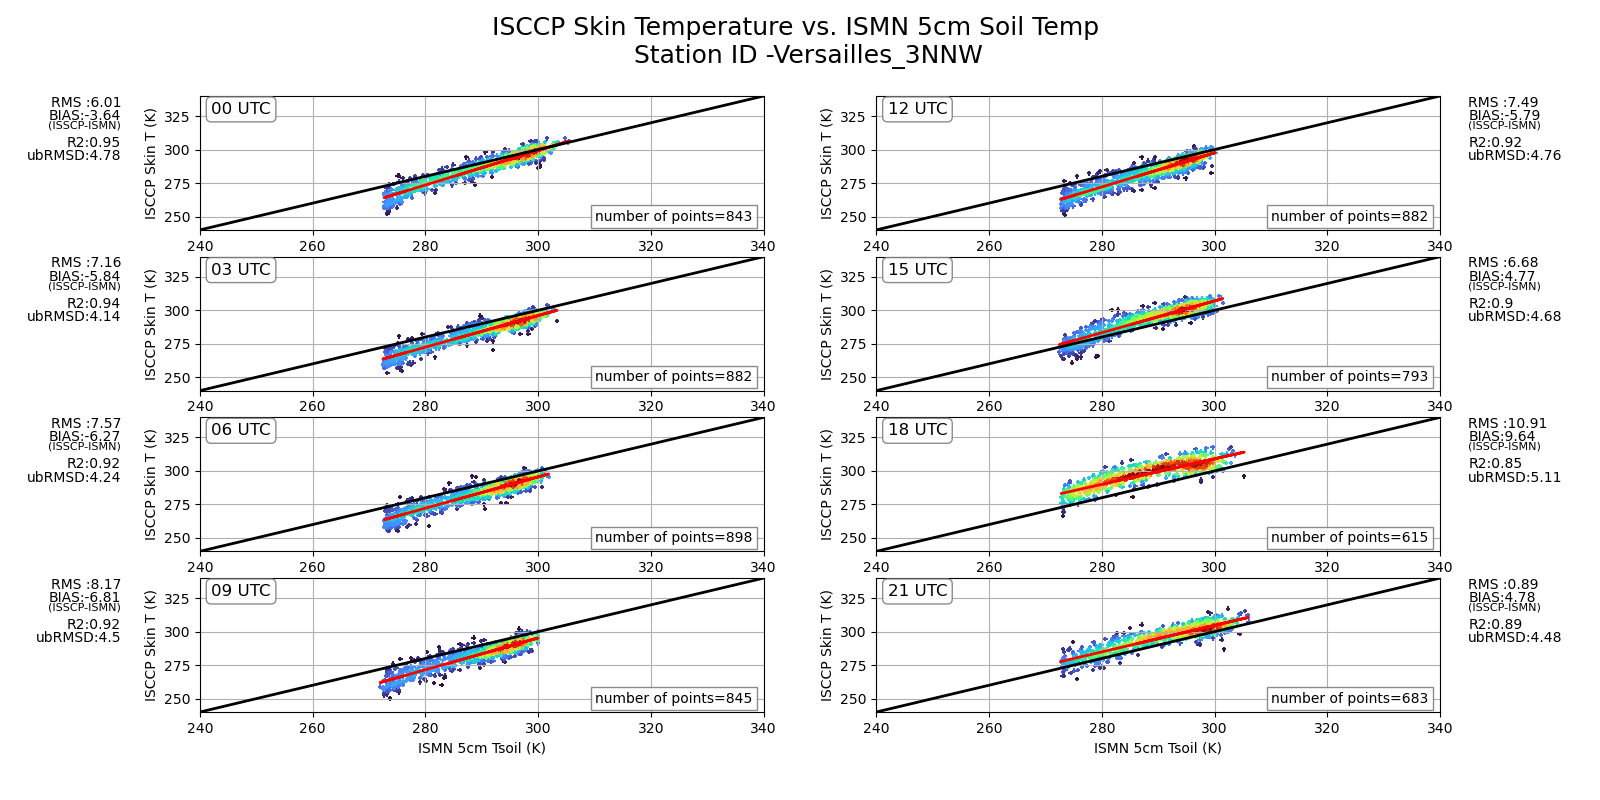 ISCCP Skin Temperature vs. ISMN 5cm Soil Temp
Station ID -Versailles_3NNW
RMS :6.01
BIAS:-3.64
(ISSCP-ISMN)
R2:0.95
ubRMSD:4.78
ISCCP Skin T (K)
325
300
275
250
00 UTC
number of points=843
240
260
280
300
320
340
ISCCP Skin T (K)
325
300
275
250
12 UTC
number of points=882
240
260
280
300
320
340
RMS :7.49
BIAS:-5.79
(ISSCP-ISMN)
R2:0.92
ubRMSD:4.76
RMS :7.16
BIAS:-5.84
(ISSCP-ISMN)
R2:0.94
ubRMSD:4.14
ISCCP Skin T (K)
325
300
275
250
03 UTC
number of points=882
240
260
280
300
320
340
ISCCP Skin T (K)
325
300
275
250
15 UTC
number of points=793
240
260
280
300
320
340
RMS :6.68
BIAS:4.77
(ISSCP-ISMN)
R2:0.9
ubRMSD:4.68
RMS :7.57
BIAS:-6.27
(ISSCP-ISMN)
R2:0.92
ubRMSD:4.24
ISCCP Skin T (K)
325
300
275
250
06 UTC
number of points=898
240
260
280
300
320
340
ISCCP Skin T (K)
325
300
275
250
18 UTC
number of points=615
240
260
280
300
320
340
RMS :10.91
BIAS:9.64
(ISSCP-ISMN)
R2:0.85
ubRMSD:5.11
RMS :8.17
BIAS:-6.81
(ISSCP-ISMN)
R2:0.92
ubRMSD:4.5
ISCCP Skin T (K)
325
300
275
250
09 UTC
number of points=845
240
260
280
300
320
340
ISMN 5cm Tsoil (K)
ISCCP Skin T (K)
325
300
275
250
21 UTC
number of points=683
240
260
280
300
320
340
ISMN 5cm Tsoil (K)
RMS :0.89
BIAS:4.78
(ISSCP-ISMN)
R2:0.89
ubRMSD:4.48